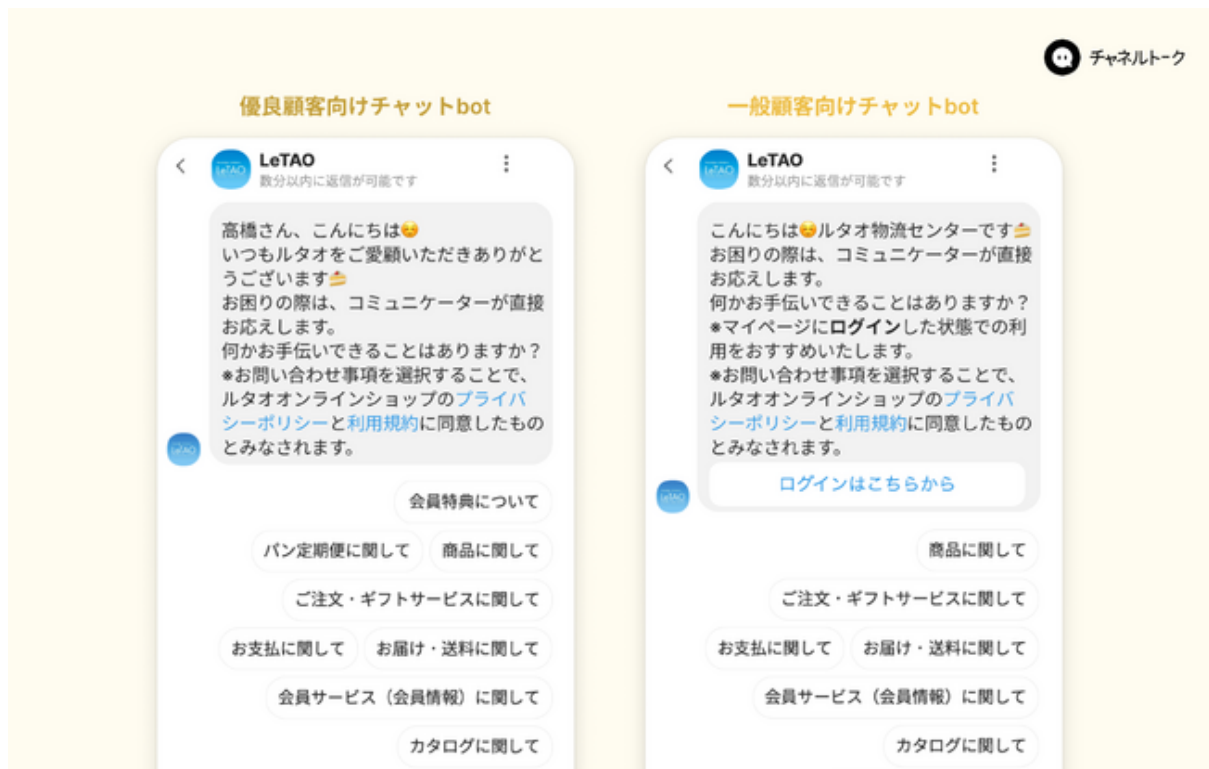 チャネルトーク
優良顧客向けチャットbot
LeTAO
数分以内に返信が可能です
高橋さん、こんにちは☺️
いつもルタオをご愛顧いただきありがと
うございます🍰
お困りの際は、コミュニケーターが直接
お応えします。
何かお手伝いできることはありますか？
※お問い合わせ事項を選択することで、
ルタオオンラインショップのプライバ
シーポリシーと利用規約に同意したもの
とみなされます。
LeTAO
会員特典について
パン定期便に関して
商品に関して
ご注文・ギフトサービスに関して
お支払に関して
お届け・送料に関して
会員サービス（会員情報）に関して
カタログに関して
一般顧客向けチャットbot
LeTAO
数分以内に返信が可能です
こんにちは☺️ルタオ物流センターです🍰
お困りの際は、コミュニケーターが直接
お応えします。
何かお手伝いできることはありますか？
※マイページにログインした状態での利
用をおすすめいたします。
※お問い合わせ事項を選択することで、
ルタオオンラインショップのプライバ
シーポリシーと利用規約に同意したもの
とみなされます。
ログインはこちらから
LeTAO
商品に関して
ご注文・ギフトサービスに関して
お支払に関して
お届け・送料に関して
会員サービス（会員情報）に関して
カタログに関して